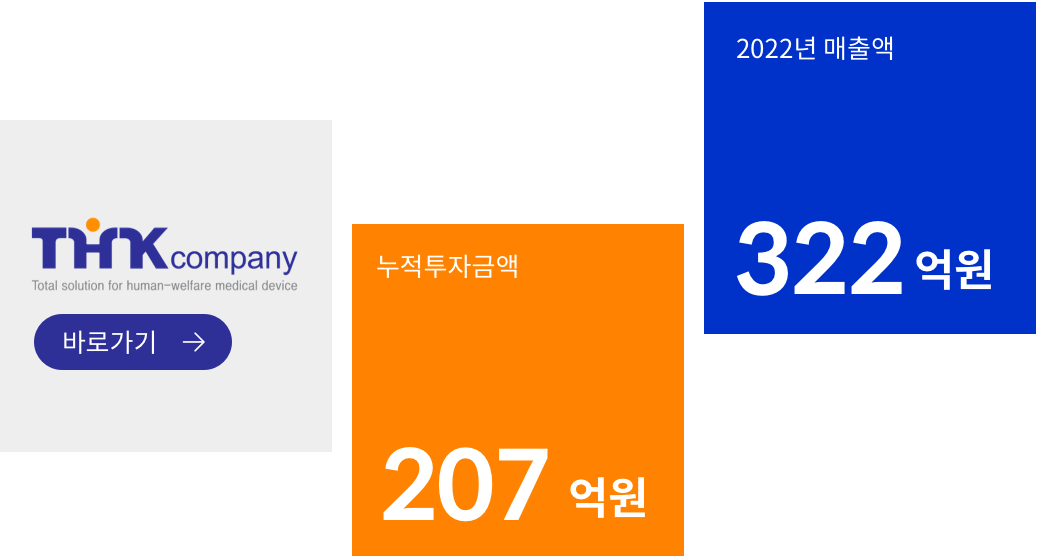 THNK company
Total solution for human-welfare medical device
바로가기
누적투자금액
207 억원
2022년 매출액
322 억원